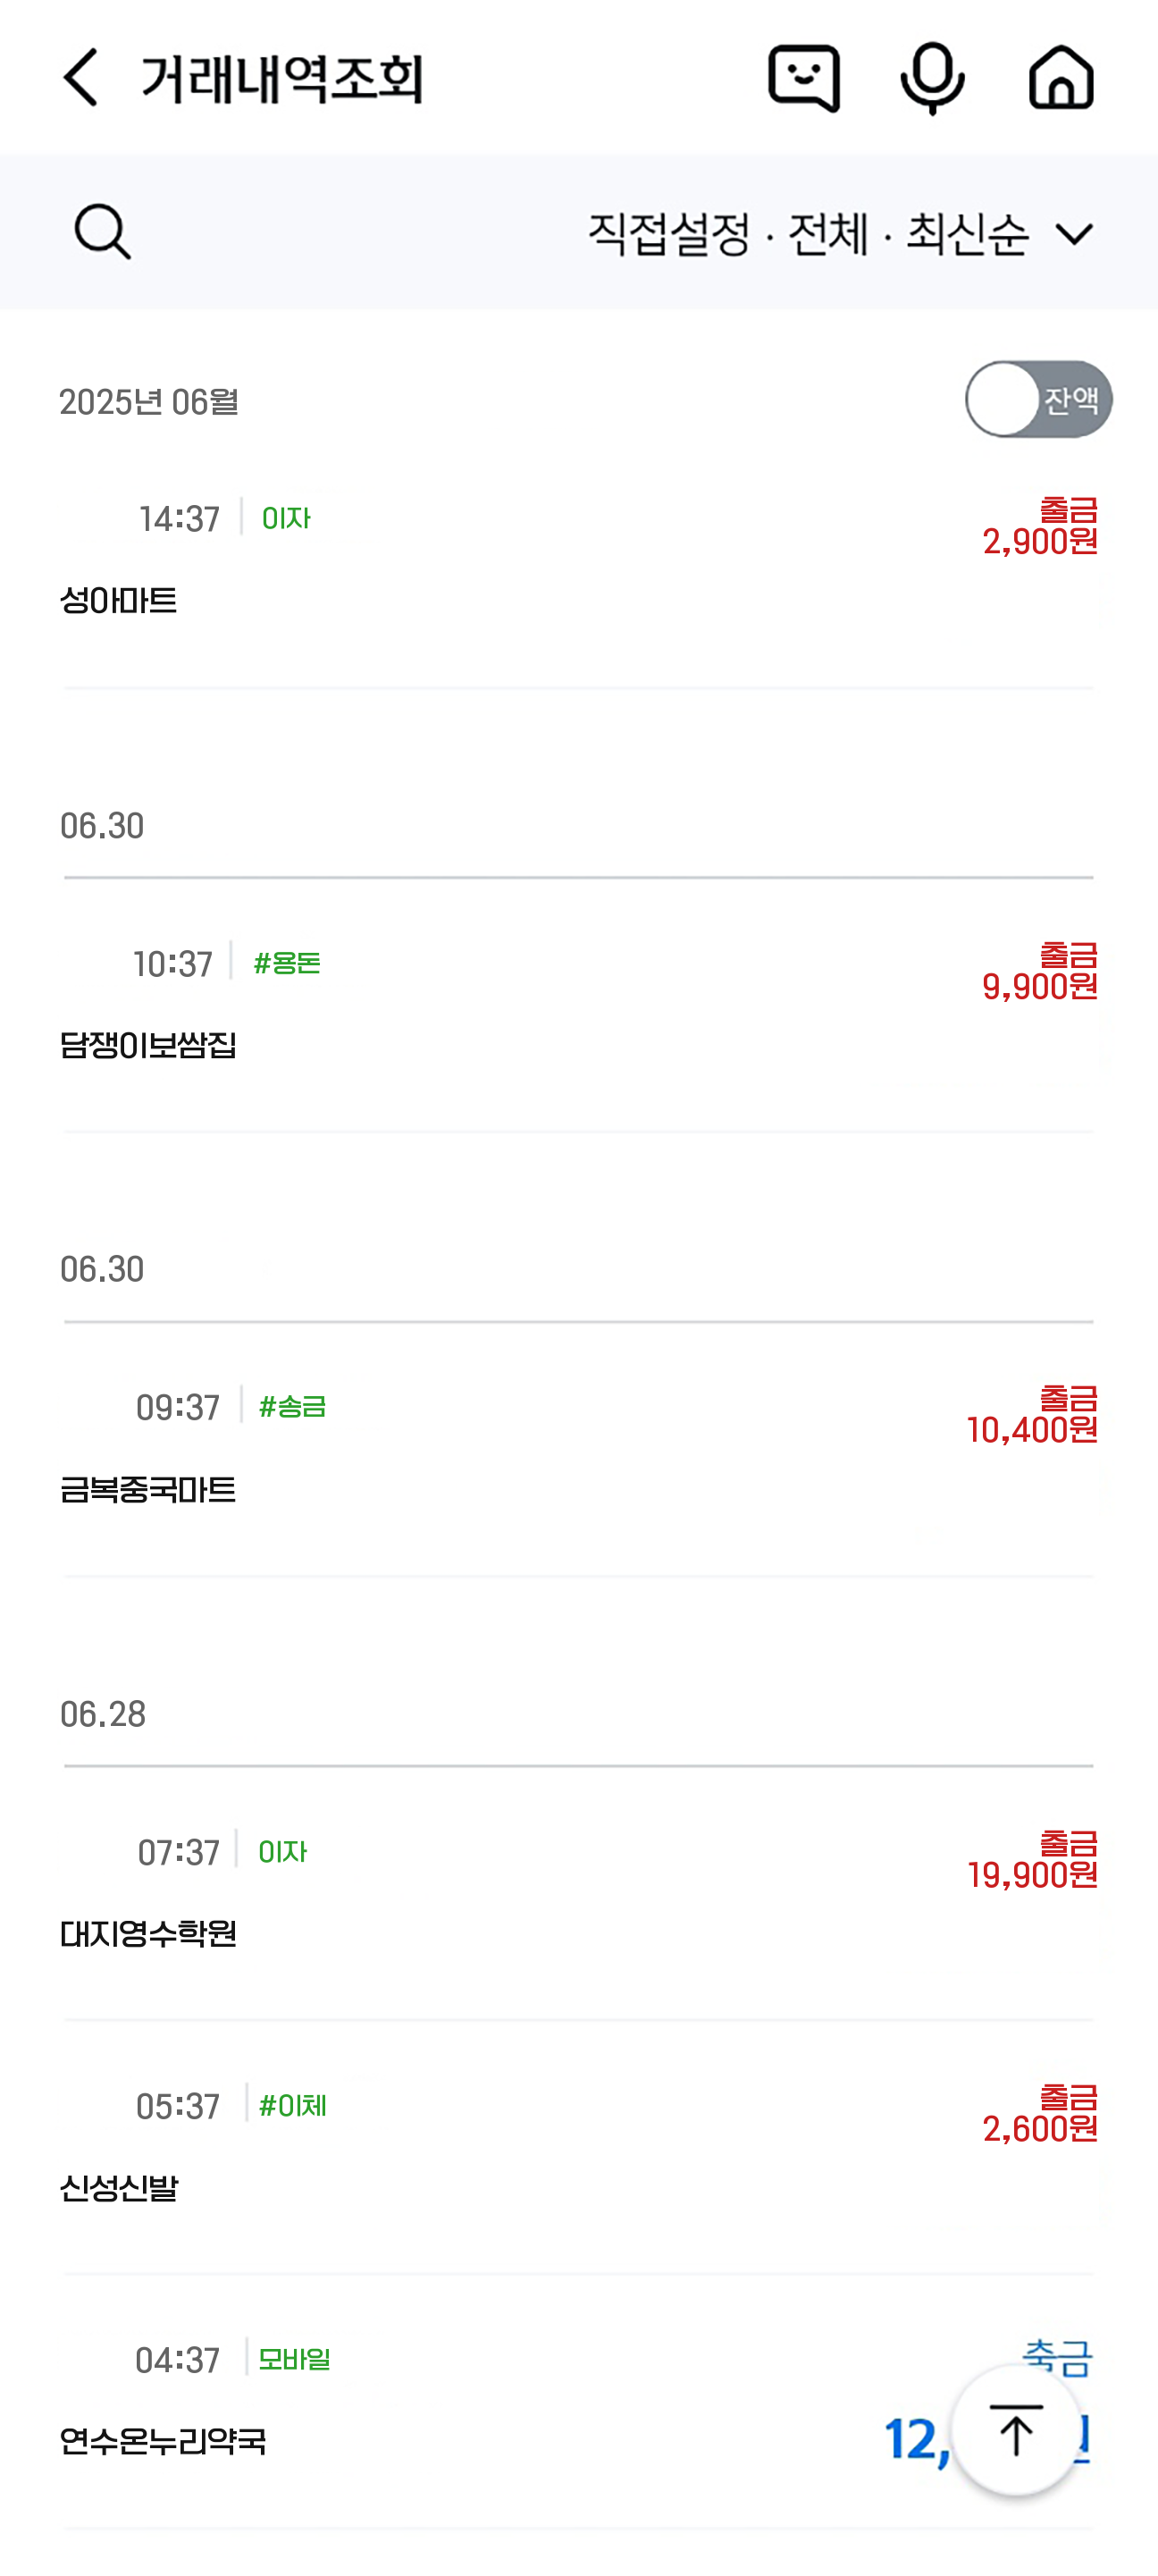 거래내역조회
직접설정 · 전체 · 최신순
2025년 06월
잔액
14:37 이자
출금
2,900원
성아마트
06.30
10:37 #용돈
출금
9,900원
담쟁이보쌈집
06.30
09:37 #송금
출금
10,400원
금복중국마트
06.28
07:37 이자
출금
19,900원
대지영수학원
05:37 #이체
출금
2,600원
신성신발
04:37 모바일
연수온누리약국
12,